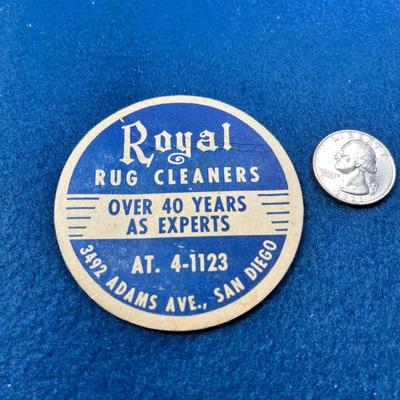 Royal
RUG CLEANERS
OVER 40 YEARS
AS EXPERTS
AT. 4-1123
3492 ADAMS AVE., SAN DIEGO
LIBERTY